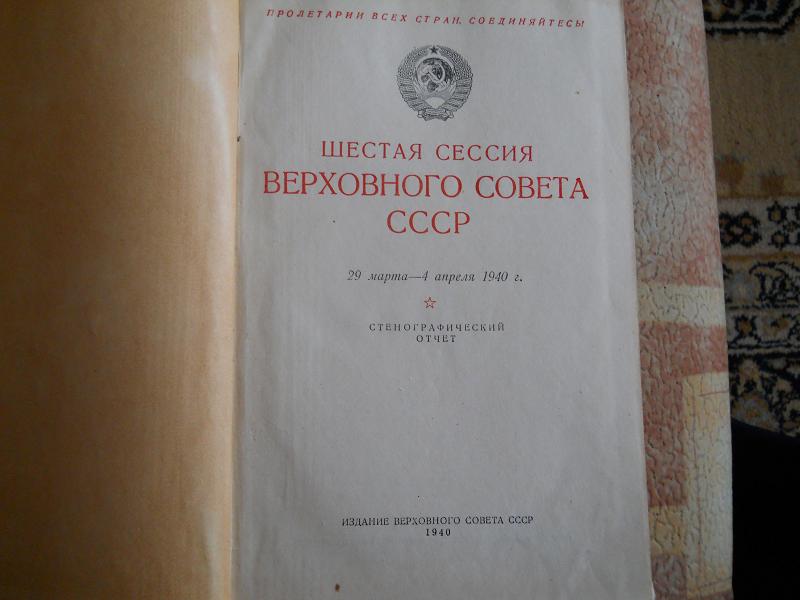 ПРОЛЕТАРИИ ВСЕХ СТРАН, СОЕДИНЯЙТЕСЬ!
ШЕСТАЯ СЕССИЯ
ВЕРХОВНОГО СОВЕТА
СССР
29 марта—4 апреля 1940 г.
СТЕНОГРАФИЧЕСКИЙ
ОТЧЕТ
ИЗДАНИЕ ВЕРХОВНОГО СОВЕТА СССР
1940